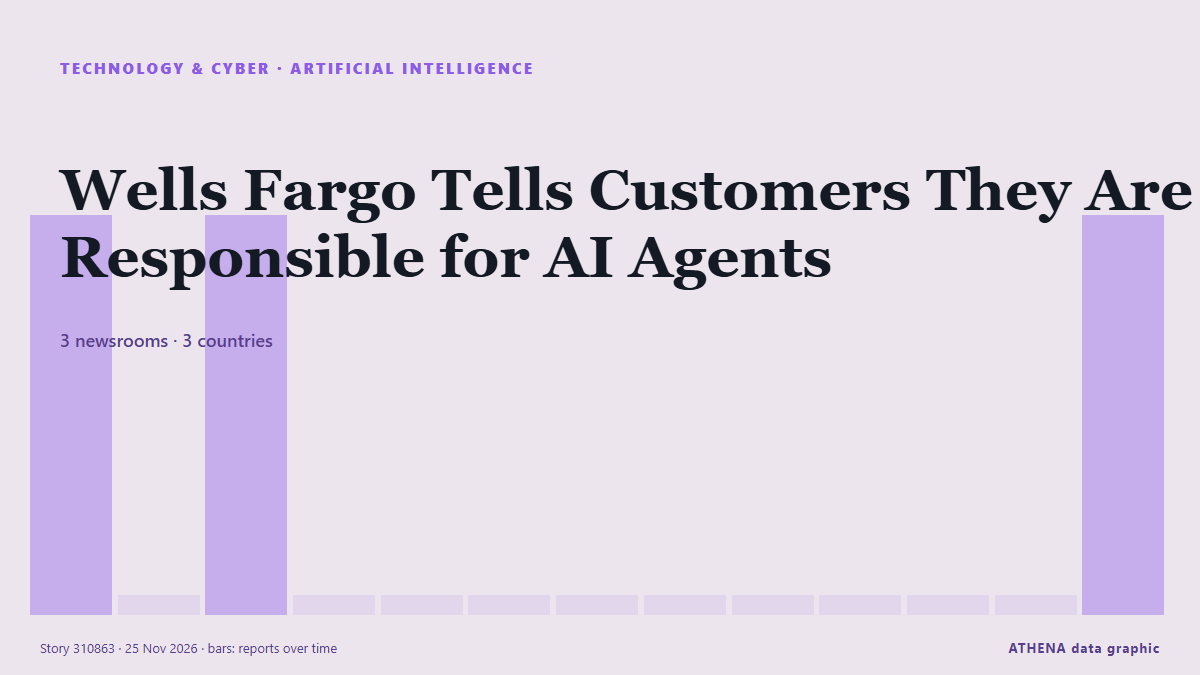 TECHNOLOGY & CYBER · ARTIFICIAL INTELLIGENCE
Wells Fargo Tells Customers They Are
Responsible for AI Agents
3 newsrooms · 3 countries
Story 310863 · 25 Nov 2026 · bars: reports over time
ATHENA data graphic